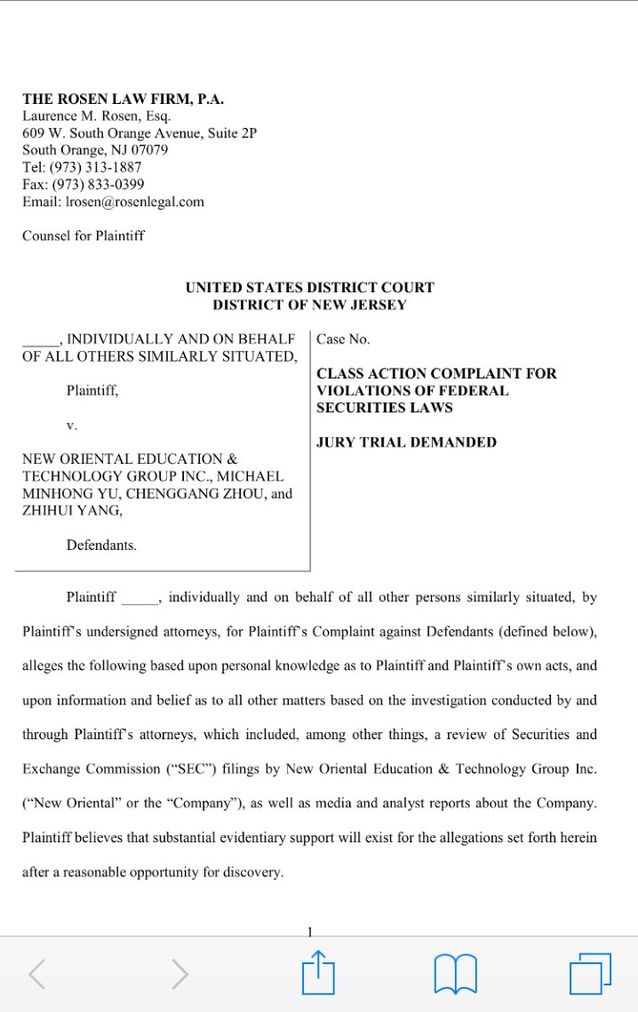 THE ROSEN LAW FIRM, P.A.
Laurence M. Rosen, Esq.
609 W. South Orange Avenue, Suite 2P
South Orange, NJ 07079
Tel: (973) 313-1887
Fax: (973) 833-0399
Email: lrosen@rosenlegal.com
Counsel for Plaintiff
UNITED STATES DISTRICT COURT
DISTRICT OF NEW JERSEY
_____, INDIVIDUALLY AND ON BEHALF
OF ALL OTHERS SIMILARLY SITUATED,
Plaintiff,
v.
NEW ORIENTAL EDUCATION &
TECHNOLOGY GROUP INC., MICHAEL
MINHONG YU, CHENGGANG ZHOU, and
ZHIHUI YANG,
Defendants.
Case No.
CLASS ACTION COMPLAINT FOR
VIOLATIONS OF FEDERAL
SECURITIES LAWS
JURY TRIAL DEMANDED
Plaintiff _____, individually and on behalf of all other persons similarly situated, by
Plaintiff's undersigned attorneys, for Plaintiff's Complaint against Defendants (defined below),
alleges the following based upon personal knowledge as to Plaintiff and Plaintiff's own acts, and
upon information and belief as to all other matters based on the investigation conducted by and
through Plaintiff's attorneys, which included, among other things, a review of Securities and
Exchange Commission (“SEC”) filings by New Oriental Education & Technology Group Inc.
(“New Oriental” or the “Company”), as well as media and analyst reports about the Company.
Plaintiff believes that substantial evidentiary support will exist for the allegations set forth herein
after a reasonable opportunity for discovery.
1